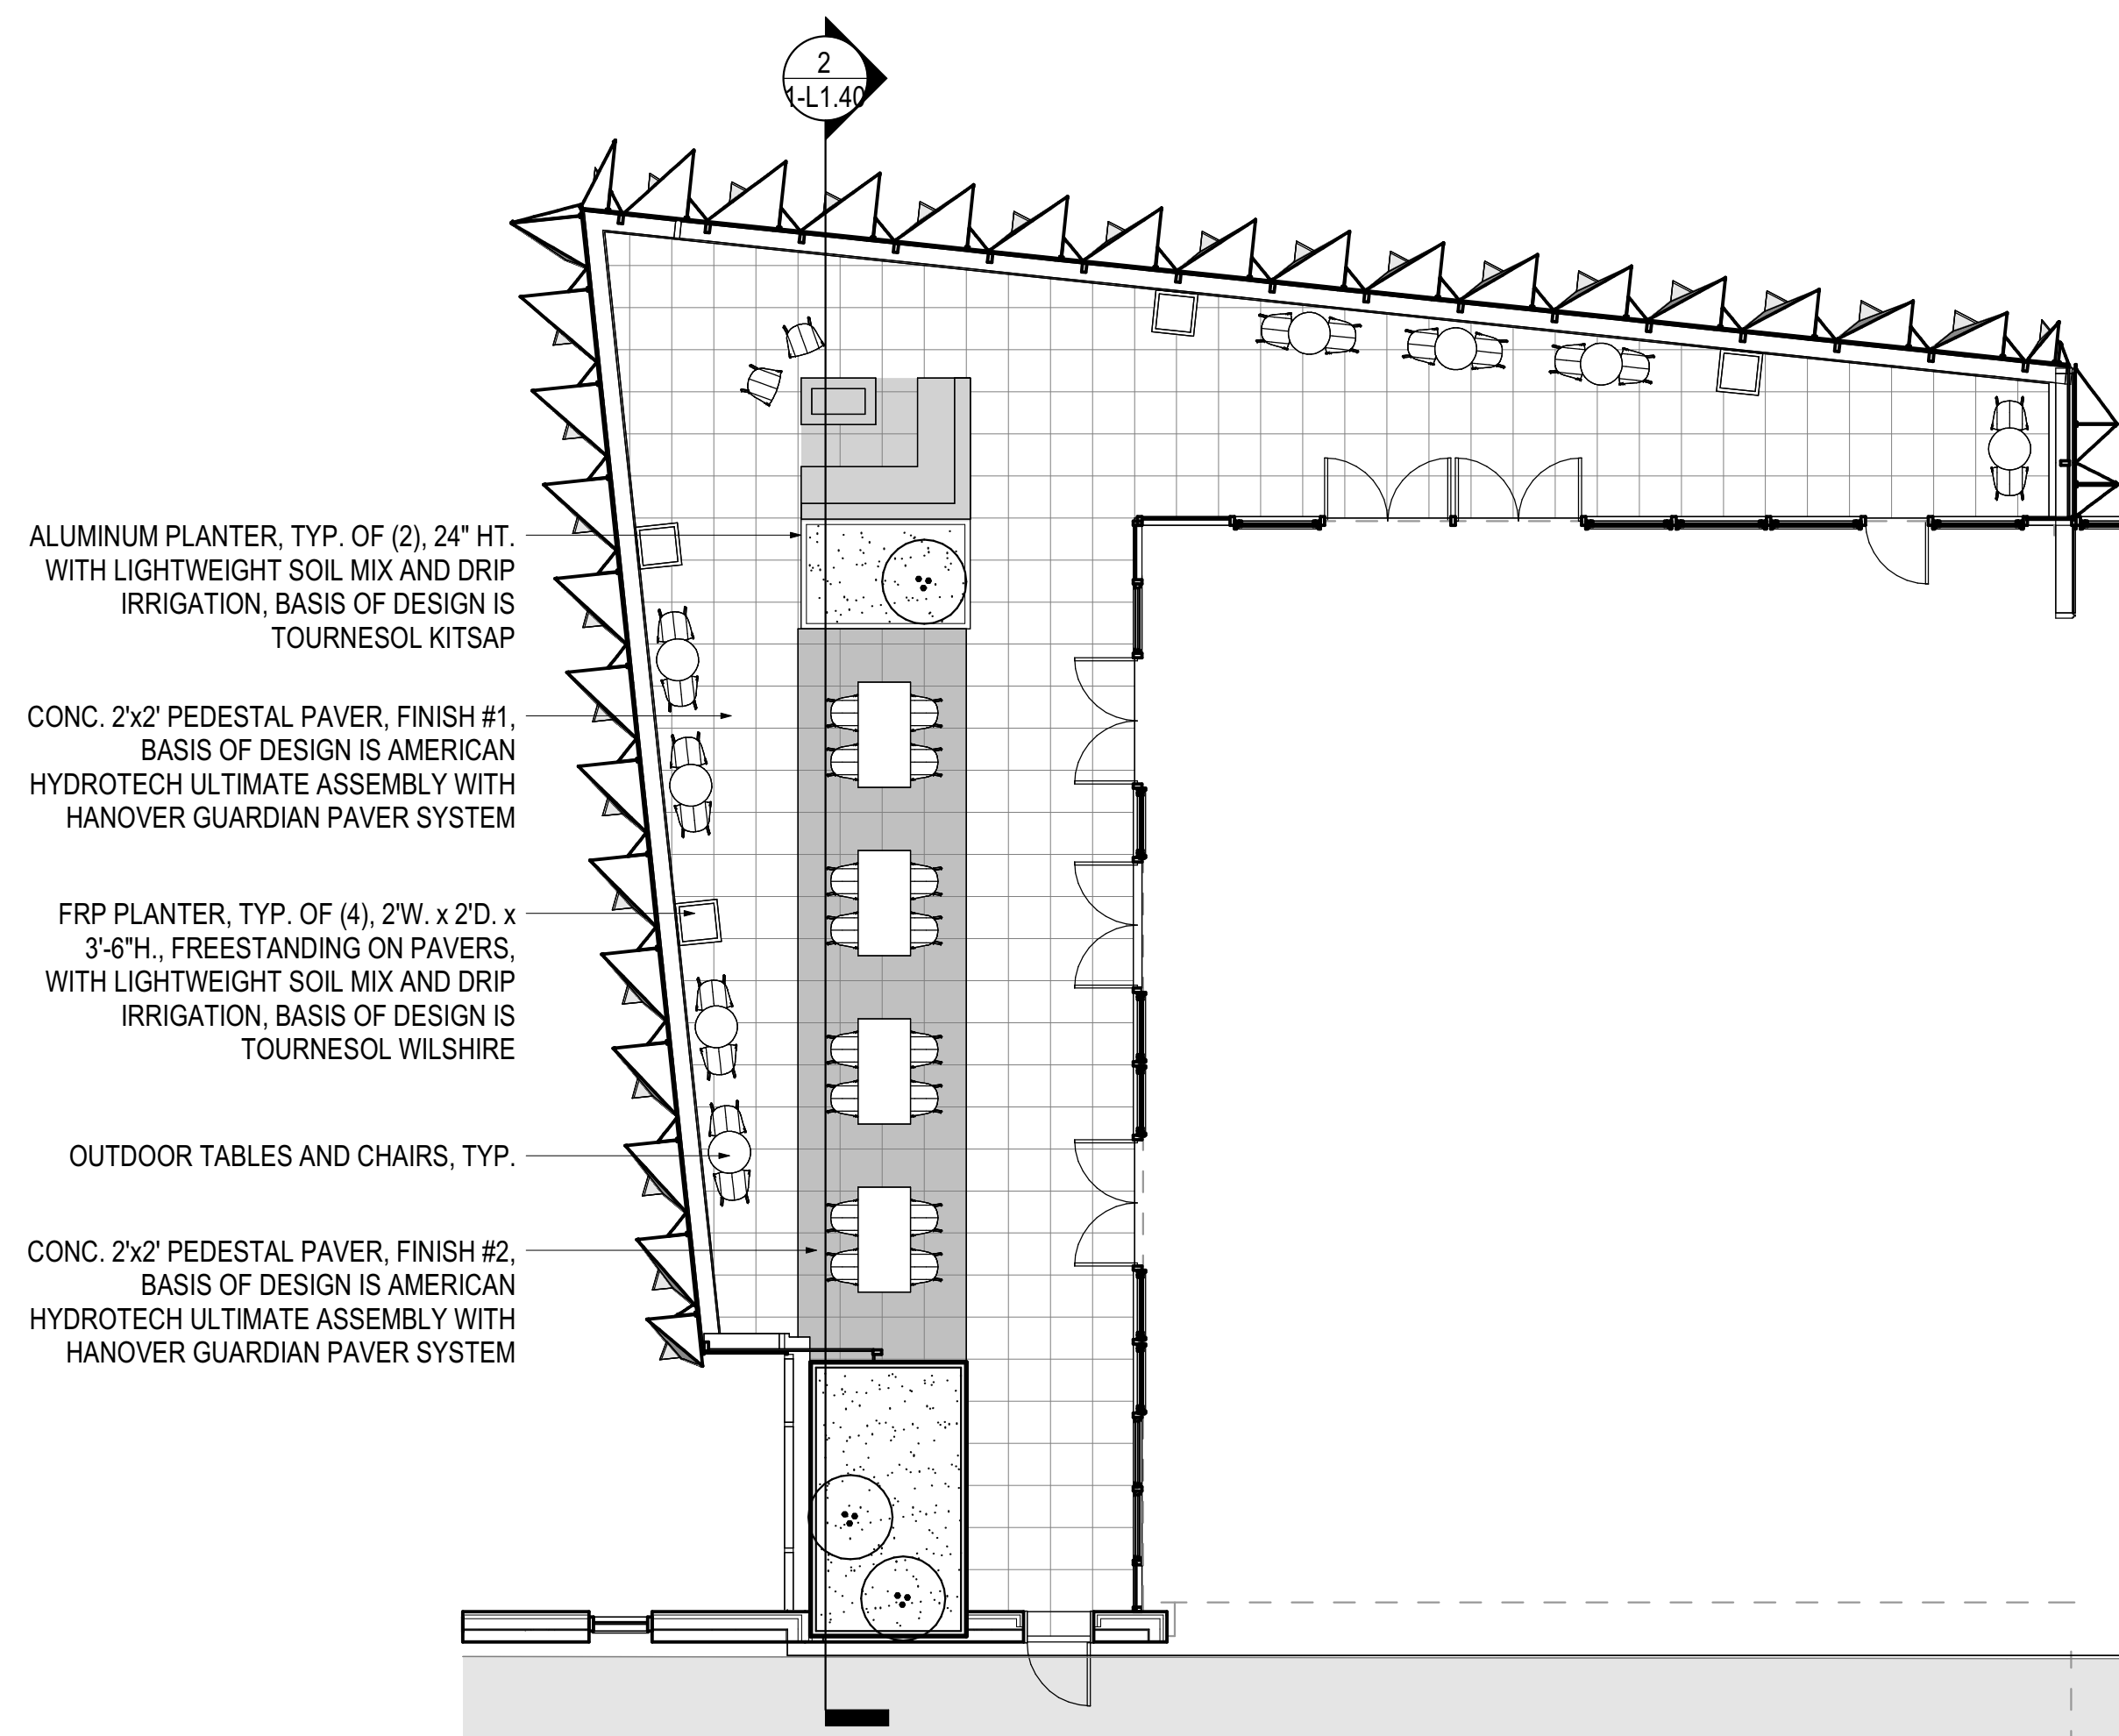 2
1-L1.40
ALUMINUM PLANTER, TYP. OF (2), 24" HT.
WITH LIGHTWEIGHT SOIL MIX AND DRIP
IRRIGATION, BASIS OF DESIGN IS
TOURNESOL KITSAP
CONC. 2'x2' PEDESTAL PAVER, FINISH #1,
BASIS OF DESIGN IS AMERICAN
HYDROTECH ULTIMATE ASSEMBLY WITH
HANOVER GUARDIAN PAVER SYSTEM
FRP PLANTER, TYP. OF (4), 2'W. x 2'D. x
3'-6"H., FREESTANDING ON PAVERS,
WITH LIGHTWEIGHT SOIL MIX AND DRIP
IRRIGATION, BASIS OF DESIGN IS
TOURNESOL WILSHIRE
OUTDOOR TABLES AND CHAIRS, TYP.
CONC. 2'x2' PEDESTAL PAVER, FINISH #2,
BASIS OF DESIGN IS AMERICAN
HYDROTECH ULTIMATE ASSEMBLY WITH
HANOVER GUARDIAN PAVER SYSTEM